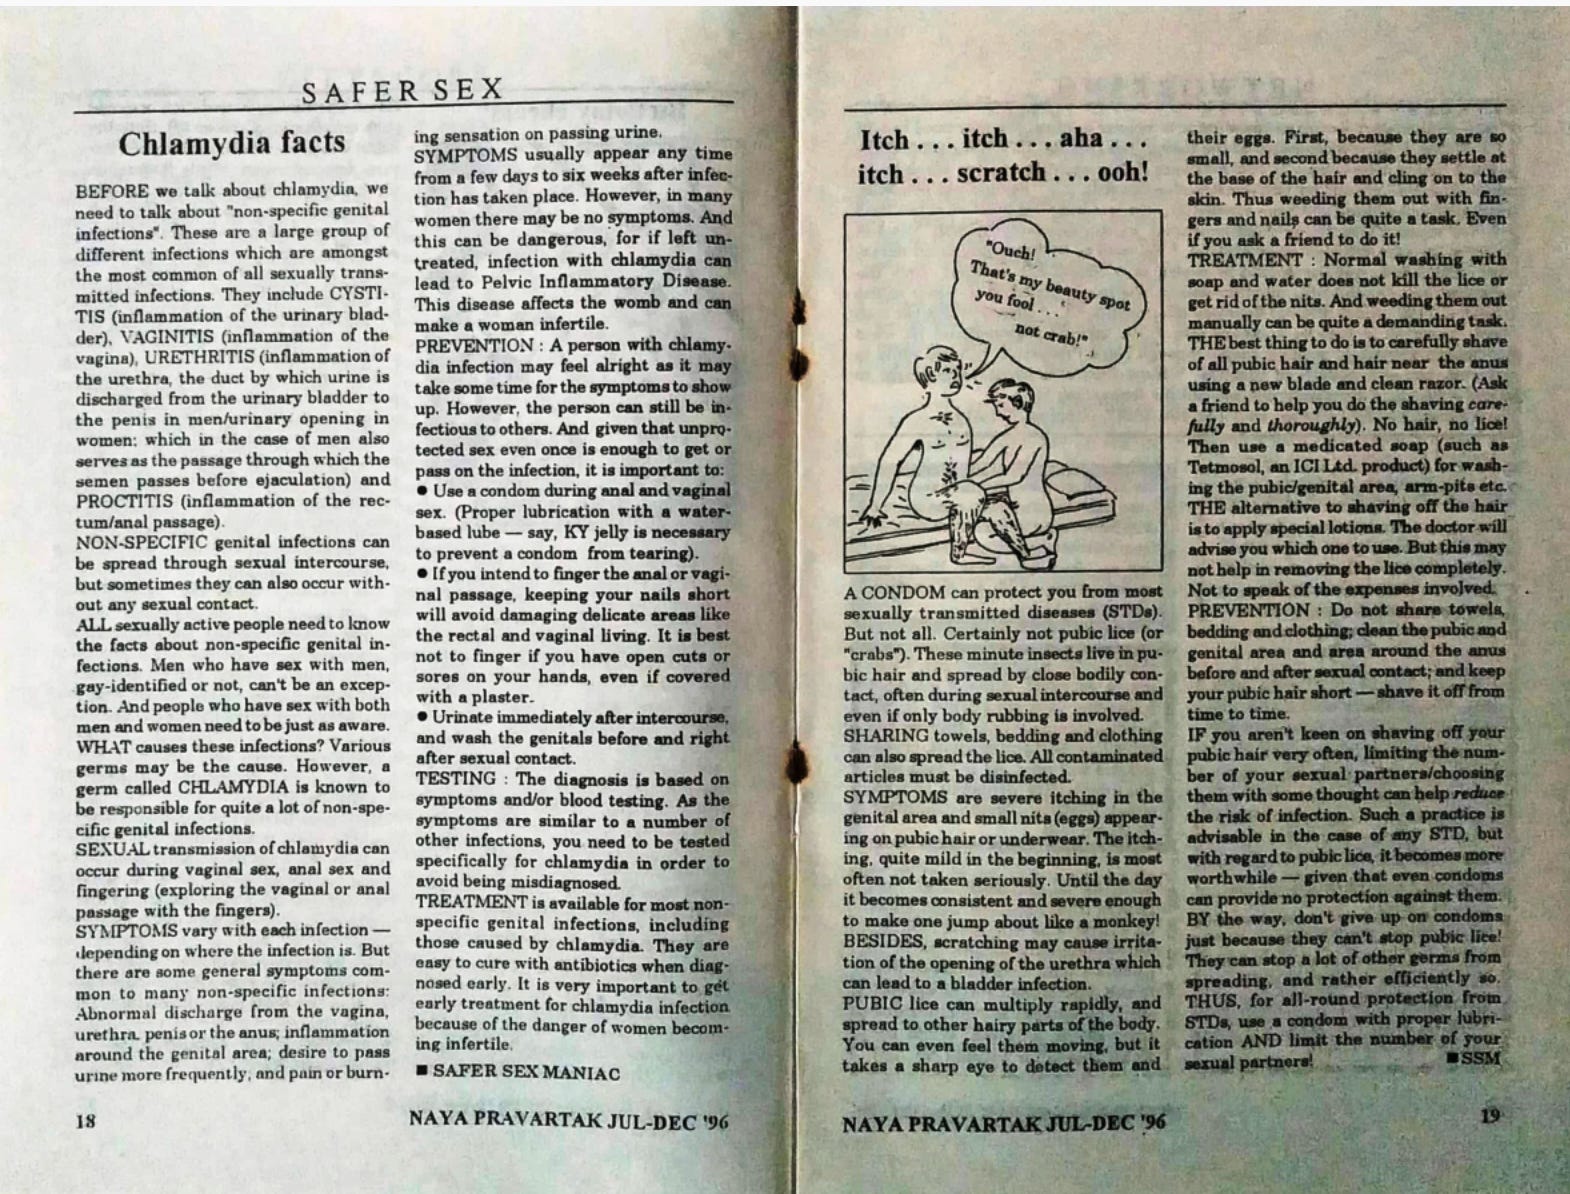 SAFER SEX
Chlamydia facts
BEFORE we talk about chlamydia, we
need to talk about "non-specific genital
infections". These are a large group of
different infections which are amongst
the most common of all sexually trans-
mitted infections. They include CYSTI-
TIS (inflammation of the urinary blad-
der), VAGINITIS (inflammation of the
vagina), URETHRITIS (inflammation of
the urethra, the duct by which urine is
discharged from the urinary bladder to
the penis in men/urinary opening in
women; which in the case of men also
serves as the passage through which the
semen passes before ejaculation) and
PROCTITIS (inflammation of the rec-
tum/anal passage).
NON-SPECIFIC genital infections can
be spread through sexual intercourse,
but sometimes they can also occur with-
out any sexual contact.
ALL sexually active people need to know
the facts about non-specific genital in-
fections. Men who have sex with men,
gay-identified or not, can't be an excep-
tion. And people who have sex with both
men and women need to be just as aware.
WHAT causes these infections? Various
germs may be the cause. However, a
germ called CHLAMYDIA is known to
be responsible for quite a lot of non-spe-
cific genital infections.
SEXUAL transmission of chlamydia can
occur during vaginal sex, anal sex and
fingering (exploring the vaginal or anal
passage with the fingers).
SYMPTOMS vary with each infection —
depending on where the infection is. But
there are some general symptoms com-
mon to many non-specific infections:
Abnormal discharge from the vagina,
urethra, penis or the anus; inflammation
around the genital area; desire to pass
urine more frequently, and pain or burn-
ing sensation on passing urine.
SYMPTOMS usually appear any time
from a few days to six weeks after infec-
tion has taken place. However, in many
women there may be no symptoms. And
this can be dangerous, for if left un-
treated, infection with chlamydia can
lead to Pelvic Inflammatory Disease.
This disease affects the womb and can
make a woman infertile.
PREVENTION : A person with chlamy-
dia infection may feel alright as it may
take some time for the symptoms to show
up. However, the person can still be in-
fectious to others. And given that unpro-
tected sex even once is enough to get or
pass on the infection, it is important to:
● Use a condom during anal and vaginal
sex. (Proper lubrication with a water-
based lube — say, KY jelly is necessary
to prevent a condom from tearing).
● If you intend to finger the anal or vagi-
nal passage, keeping your nails short
will avoid damaging delicate areas like
the rectal and vaginal living. It is best
not to finger if you have open cuts or
sores on your hands, even if covered
with a plaster.
● Urinate immediately after intercourse,
and wash the genitals before and right
after sexual contact.
TESTING : The diagnosis is based on
symptoms and/or blood testing. As the
symptoms are similar to a number of
other infections, you need to be tested
specifically for chlamydia in order to
avoid being misdiagnosed.
TREATMENT is available for most non-
specific genital infections, including
those caused by chlamydia. They are
easy to cure with antibiotics when diag-
nosed early. It is very important to get
early treatment for chlamydia infection
because of the danger of women becom-
ing infertile.
■ SAFER SEX MANIAC
18
NAYA PRAVARTAK JUL-DEC '96
Itch . . . itch . . . aha . . .
itch . . . scratch . . . ooh!
"Ouch!
That's my beauty spot
you fool . . .
not crab!"
A CONDOM can protect you from most
sexually transmitted diseases (STDs).
But not all. Certainly not pubic lice (or
"crabs"). These minute insects live in pu-
bic hair and spread by close bodily con-
tact, often during sexual intercourse and
even if only body rubbing is involved.
SHARING towels, bedding and clothing
can also spread the lice. All contaminated
articles must be disinfected.
SYMPTOMS are severe itching in the
genital area and small nits (eggs) appear-
ing on pubic hair or underwear. The itch-
ing, quite mild in the beginning, is most
often not taken seriously. Until the day
it becomes consistent and severe enough
to make one jump about like a monkey!
BESIDES, scratching may cause irrita-
tion of the opening of the urethra which
can lead to a bladder infection.
PUBIC lice can multiply rapidly, and
spread to other hairy parts of the body.
You can even feel them moving, but it
takes a sharp eye to detect them and
their eggs. First, because they are so
small, and second because they settle at
the base of the hair and cling on to the
skin. Thus weeding them out with fin-
gers and nails can be quite a task. Even
if you ask a friend to do it!
TREATMENT : Normal washing with
soap and water does not kill the lice or
get rid of the nits. And weeding them out
manually can be quite a demanding task.
THE best thing to do is to carefully shave
of all pubic hair and hair near the anus
using a new blade and clean razor. (Ask
a friend to help you do the shaving care-
fully and thoroughly). No hair, no lice!
Then use a medicated soap (such as
Tetmosol, an ICI Ltd. product) for wash-
ing the pubic/genital area, arm-pits etc.
THE alternative to shaving off the hair
is to apply special lotions. The doctor will
advise you which one to use. But this may
not help in removing the lice completely.
Not to speak of the expenses involved.
PREVENTION : Do not share towels,
bedding and clothing; clean the pubic and
genital area and area around the anus
before and after sexual contact; and keep
your pubic hair short — shave it off from
time to time.
IF you aren't keen on shaving off your
pubic hair very often, limiting the num-
ber of your sexual partners/choosing
them with some thought can help reduce
the risk of infection. Such a practice is
advisable in the case of any STD, but
with regard to pubic lice, it becomes more
worthwhile — given that even condoms
can provide no protection against them.
BY the way, don't give up on condoms
just because they can't stop pubic lice!
They can stop a lot of other germs from
spreading, and rather efficiently so.
THUS, for all-round protection from
STDs, use a condom with proper lubri-
cation AND limit the number of your
sexual partners!
■ SSM
NAYA PRAVARTAK JUL-DEC '96
19